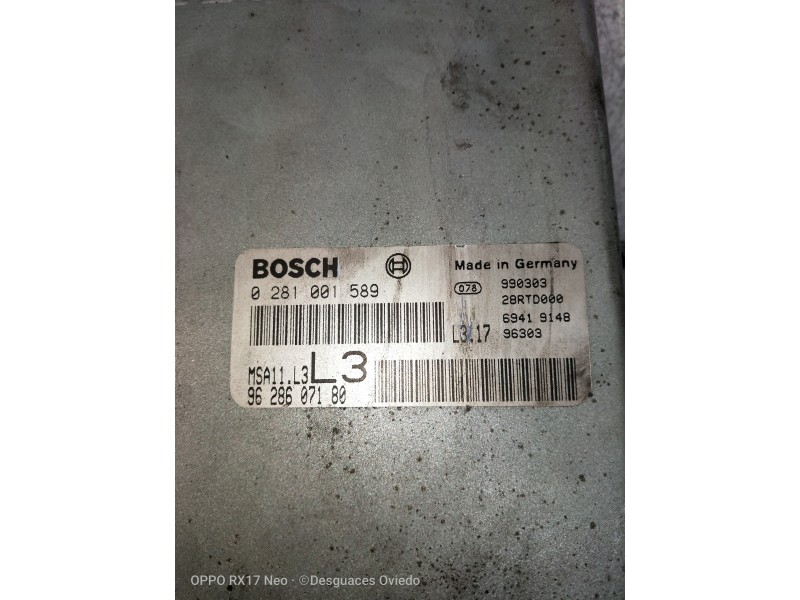 BOSCH
Made in Germany
0 281 001 589
078
990303
28RTD000
6941 9148
L3.17
96303
MSA11.L3
L3
96 286 071 80
OPPO RX17 Neo · ©Desguaces Oviedo